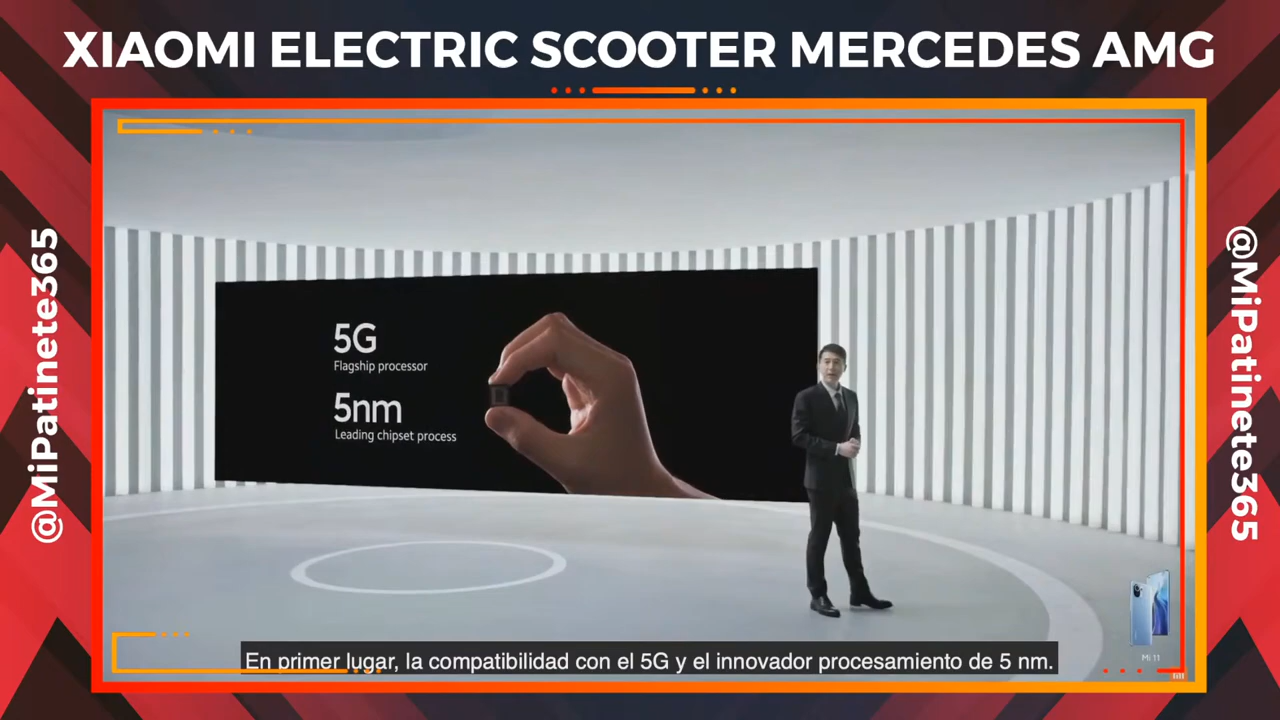 XIAOMI ELECTRIC SCOOTER MERCEDES AMG
@MiPatinete365
5G
Flagship processor
5nm
Leading chipset process
@MiPatinete365
Mi 11
En primer lugar, la compatibilidad con el 5G y el innovador procesamiento de 5 nm.